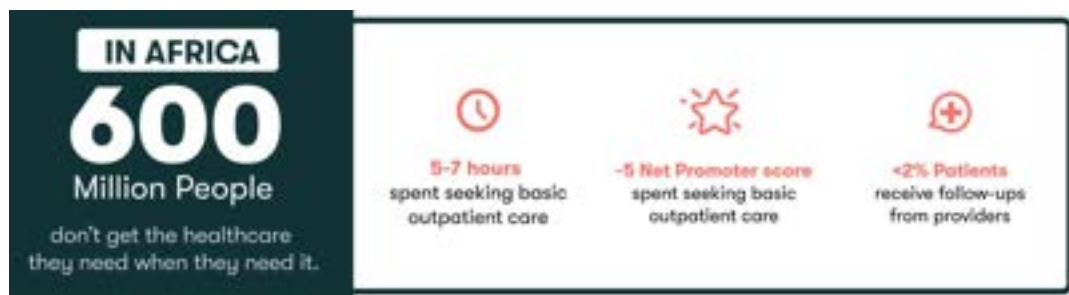 IN AFRICA
600
Million People
don't get the healthcare
they need when they need it.
5-7 hours
spent seeking basic
outpatient care
-5 Net Promoter score
spent seeking basic
outpatient care
<2% Patients
receive follow-ups
from providers